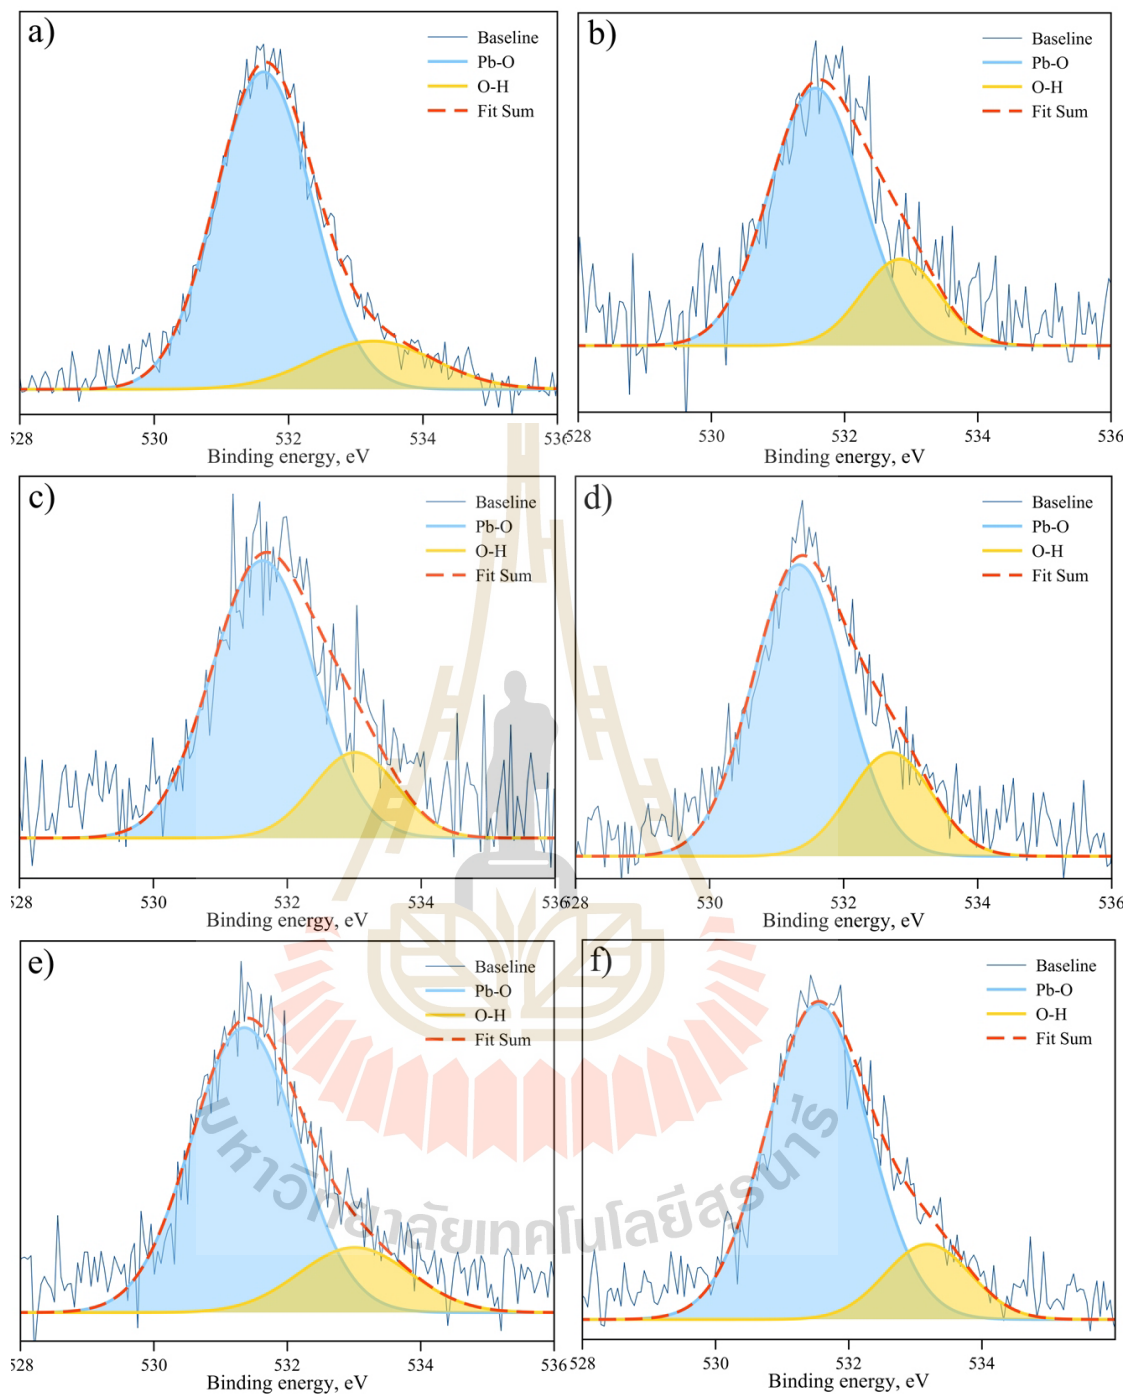 a)
Baseline
Pb-O
O-H
Fit Sum
528 530 532 534 536
Binding energy, eV
b)
Baseline
Pb-O
O-H
Fit Sum
528 530 532 534 536
Binding energy, eV
c)
Baseline
Pb-O
O-H
Fit Sum
528 530 532 534 536
Binding energy, eV
d)
Baseline
Pb-O
O-H
Fit Sum
528 530 532 534 536
Binding energy, eV
e)
Baseline
Pb-O
O-H
Fit Sum
528 530 532 534 536
Binding energy, eV
f)
Baseline
Pb-O
O-H
Fit Sum
528 530 532 534
Binding energy, eV
มหาวิทยาลัยเทคโนโลยีสุรนารี